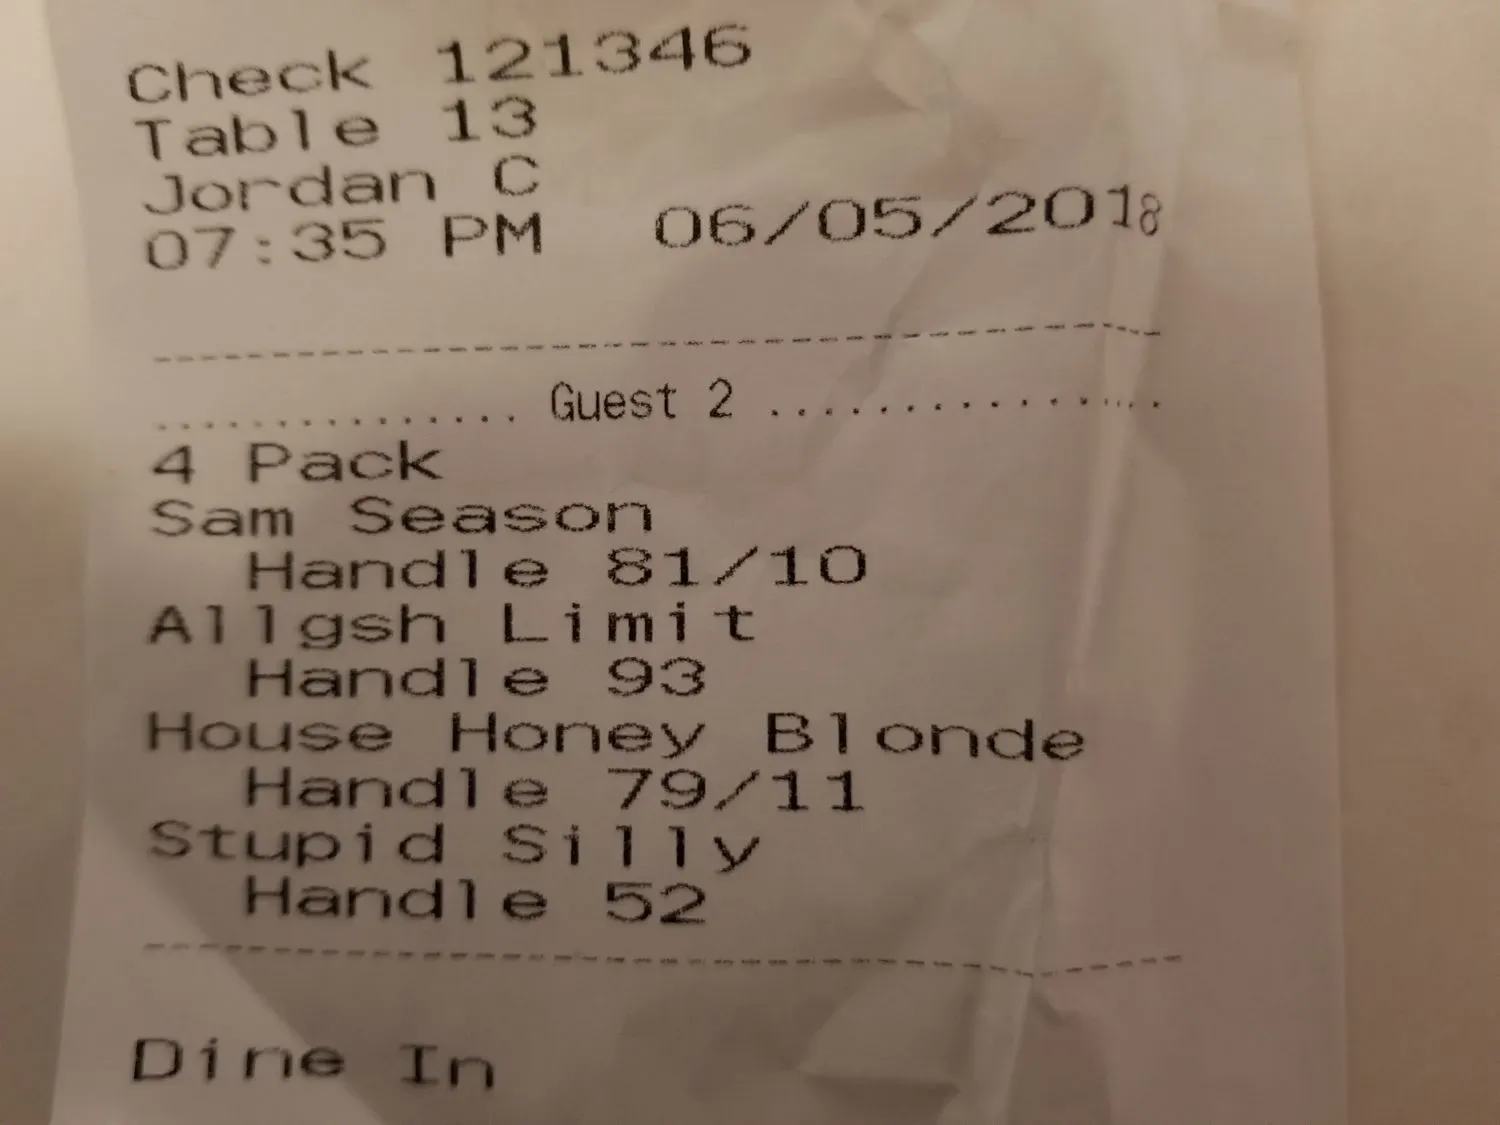 Check 121346
Table 13
Jordan C
07:35 PM 06/05/2018
--------------------------------
.............. Guest 2 ...............
4 Pack
Sam Season
Handle 81/10
Allgsh Limit
Handle 93
House Honey Blonde
Handle 79/11
Stupid Silly
Handle 52
--------------------------------
Dine In